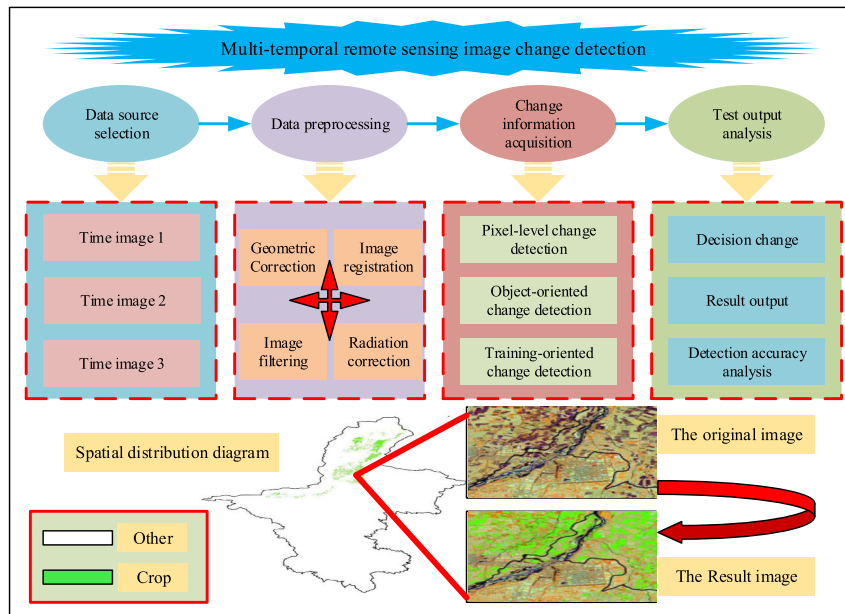 Multi-temporal remote sensing image change detection
Data source
selection
Data preprocessing
Change
information
acquisition
Test output
analysis
Time image 1
Time image 2
Time image 3
Geometric
Correction
Image
registration
Image
filtering
Radiation
correction
Pixel-level change
detection
Object-oriented
change detection
Training-oriented
change detection
Decision change
Result output
Detection accuracy
analysis
Spatial distribution diagram
The original image
Other
Crop
The Result image